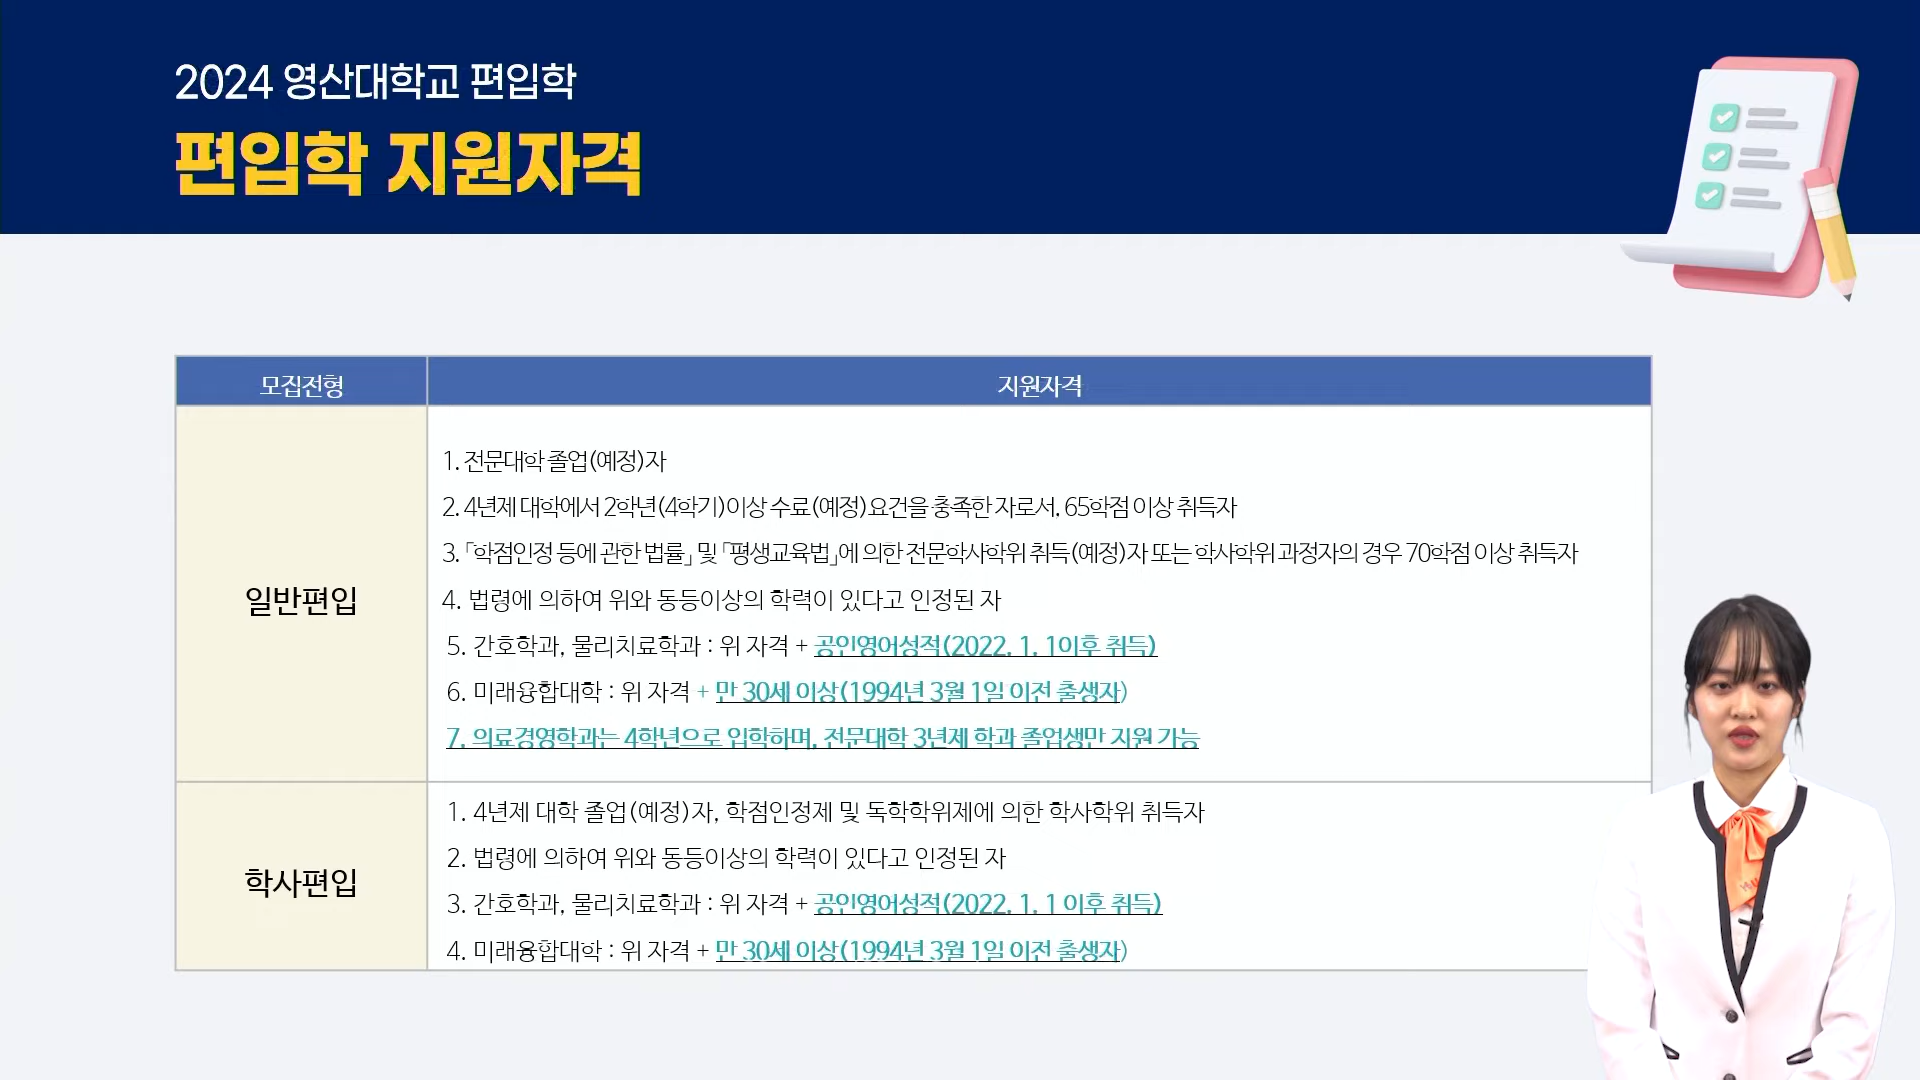 2024 영산대학교 편입학
편입학 지원자격
모집전형
지원자격
일반편입
1. 전문대학 졸업(예정)자
2. 4년제 대학에서 2학년(4학기)이상 수료(예정)요건을 충족한 자로서, 65학점 이상 취득자
3. 「학점인정 등에 관한 법률」 및 「평생교육법」에 의한 전문학사학위 취득(예정)자 또는 학사학위 과정자의 경우 70학점 이상 취득자
4. 법령에 의하여 위와 동등이상의 학력이 있다고 인정된 자
5. 간호학과, 물리치료학과 : 위 자격 + 공인영어성적(2022. 1. 1이후 취득)
6. 미래융합대학 : 위 자격 + 만 30세 이상(1994년 3월 1일 이전 출생자)
7. 의료경영학과는 4학년으로 입학하며, 전문대학 3년제 학과 졸업생만 지원 가능
학사편입
1. 4년제 대학 졸업(예정)자, 학점인정제 및 독학학위제에 의한 학사학위 취득자
2. 법령에 의하여 위와 동등이상의 학력이 있다고 인정된 자
3. 간호학과, 물리치료학과 : 위 자격 + 공인영어성적(2022. 1. 1 이후 취득)
4. 미래융합대학 : 위 자격 + 만 30세 이상(1994년 3월 1일 이전 출생자)